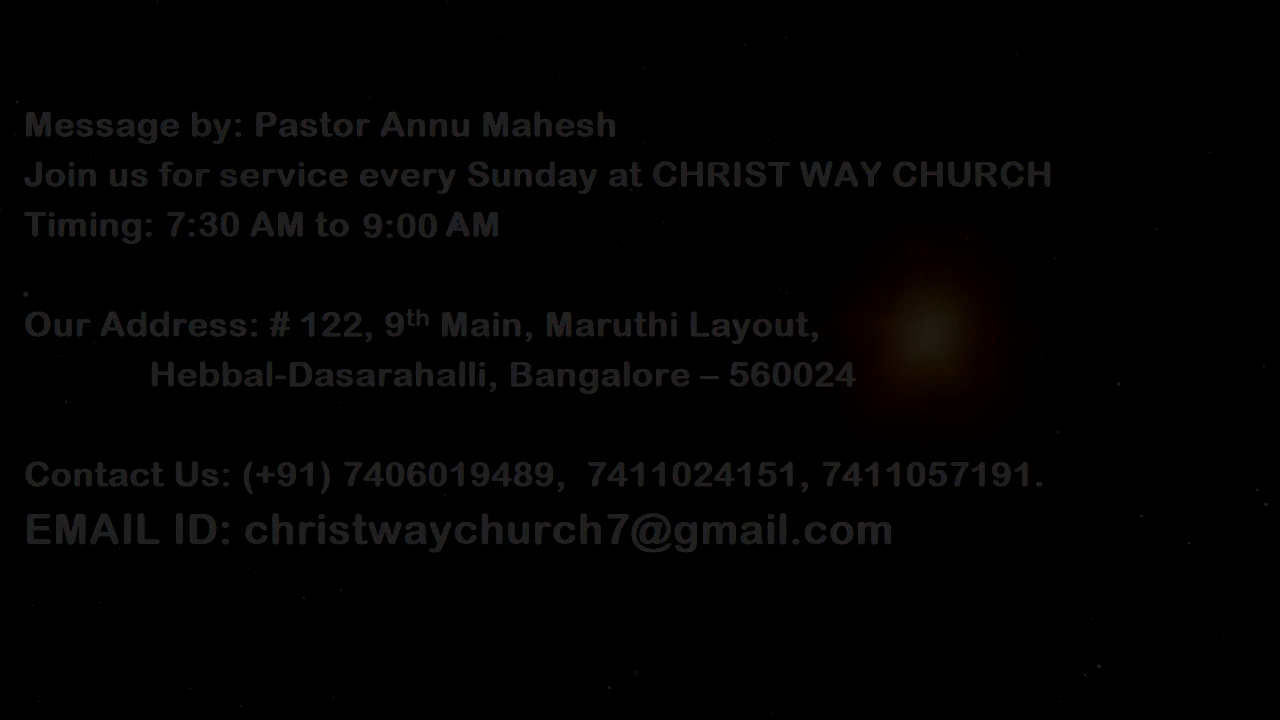 Message by: Pastor Annu Mahesh
Join us for service every Sunday at CHRIST WAY CHURCH
Timing: 7:30 AM to 9:00 AM
Our Address: # 122, 9th Main, Maruthi Layout,
Hebbal-Dasarahalli, Bangalore – 560024
Contact Us: (+91) 7406019489, 7411024151, 7411057191.
EMAIL ID: christwaychurch7@gmail.com